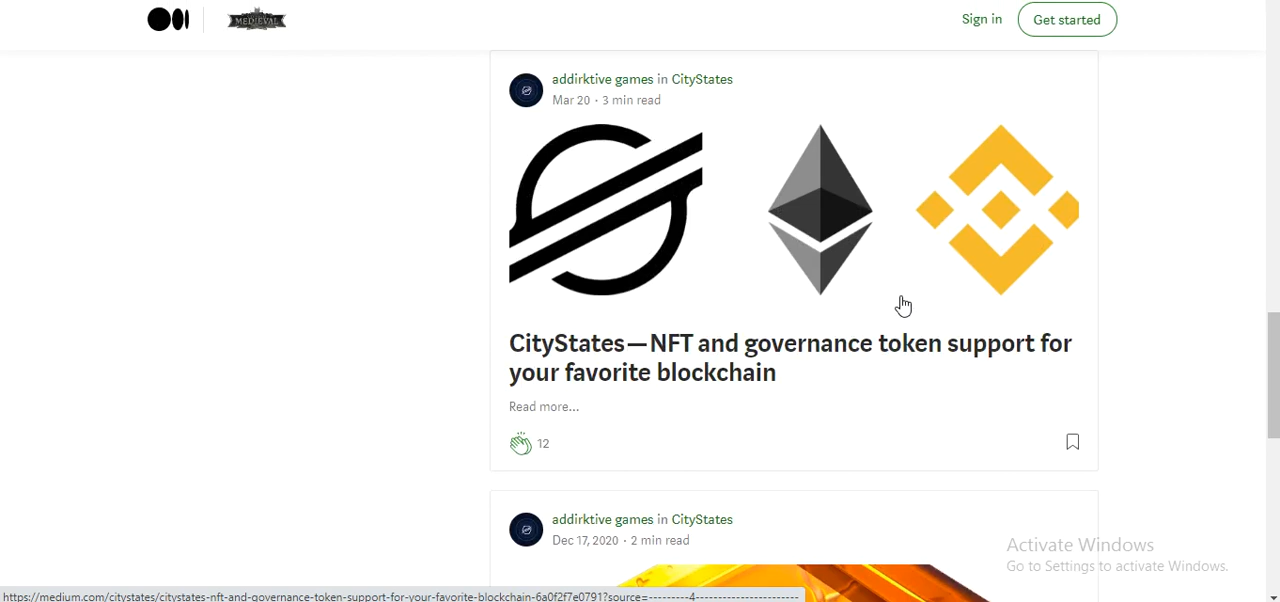 MEDIEVAL
Sign in
Get started
addirktive games in CityStates
Mar 20 · 3 min read
CityStates — NFT and governance token support for
your favorite blockchain
Read more...
12
addirktive games in CityStates
Dec 17, 2020 · 2 min read
Activate Windows
Go to Settings to activate Windows.
https://medium.com/citystates/citystates-nft-and-governance-token-support-for-your-favorite-blockchain-6a0f2f7e0791?source=---------4-----------------------